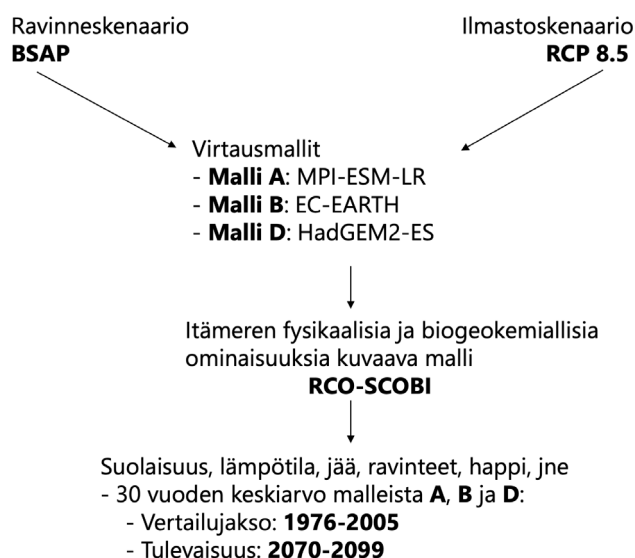 Ravinneskenaario
BSAP
Ilmastoskenaario
RCP 8.5
Virtausmallit
- Malli A: MPI-ESM-LR
- Malli B: EC-EARTH
- Malli D: HadGEM2-ES
Itämeren fysikaalisia ja biogeokemiallisia
ominaisuuksia kuvaava malli
RCO-SCOBI
Suolaisuus, lämpötila, jää, ravinteet, happi, jne
- 30 vuoden keskiarvo malleista A, B ja D:
- Vertailujakso: 1976-2005
- Tulevaisuus: 2070-2099